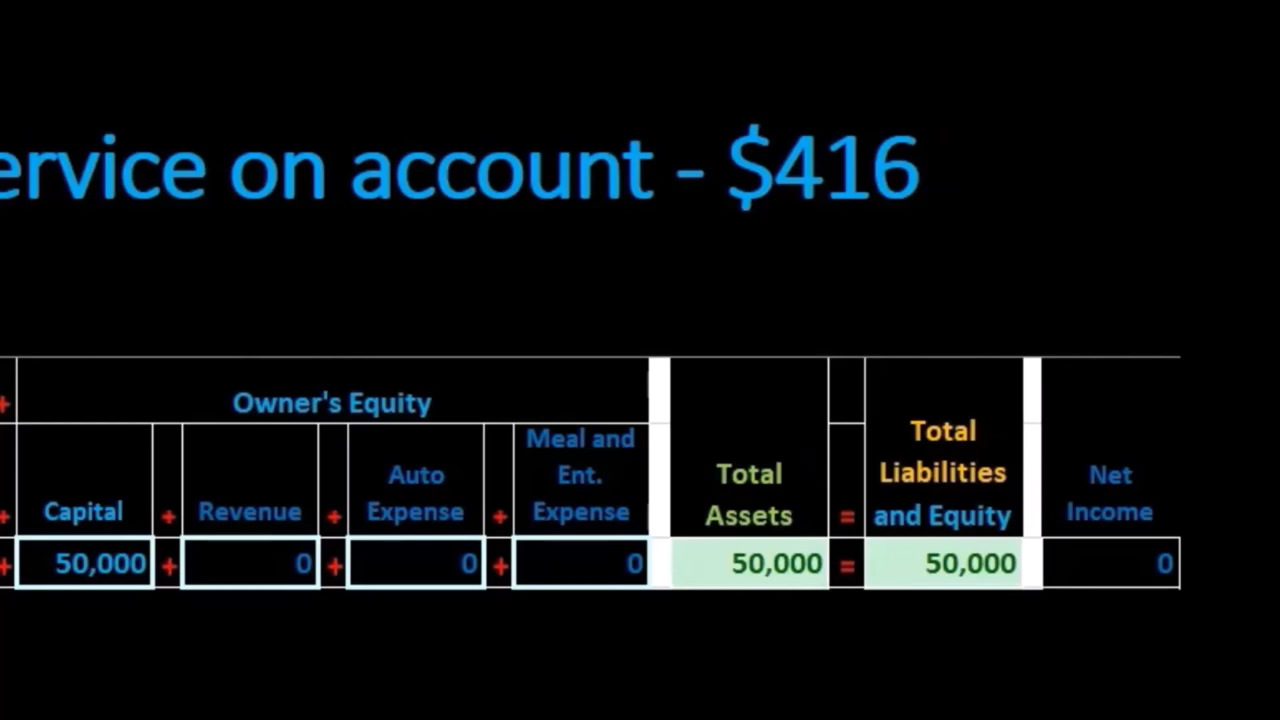 ervice on account - $416
+ Owner's Equity
Meal and
Total
Auto Ent. Total Liabilities Net
+ Capital + Revenue + Expense + Expense Assets = and Equity Income
+ 50,000 + 0 + 0 + 0 50,000 = 50,000 0